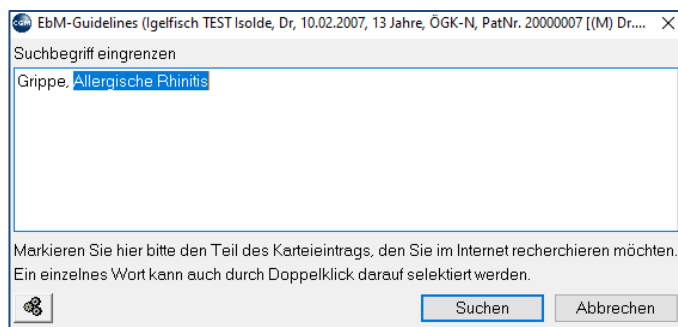 CGM EbM-Guidelines (Igelfisch TEST Isolde, Dr, 10.02.2007, 13 Jahre, ÖGK-N, PatNr. 20000007 [(M) Dr....
Suchbegriff eingrenzen
Grippe, Allergische Rhinitis
Markieren Sie hier bitte den Teil des Karteieintrags, den Sie im Internet recherchieren möchten.
Ein einzelnes Wort kann auch durch Doppelklick darauf selektiert werden.
Suchen Abbrechen